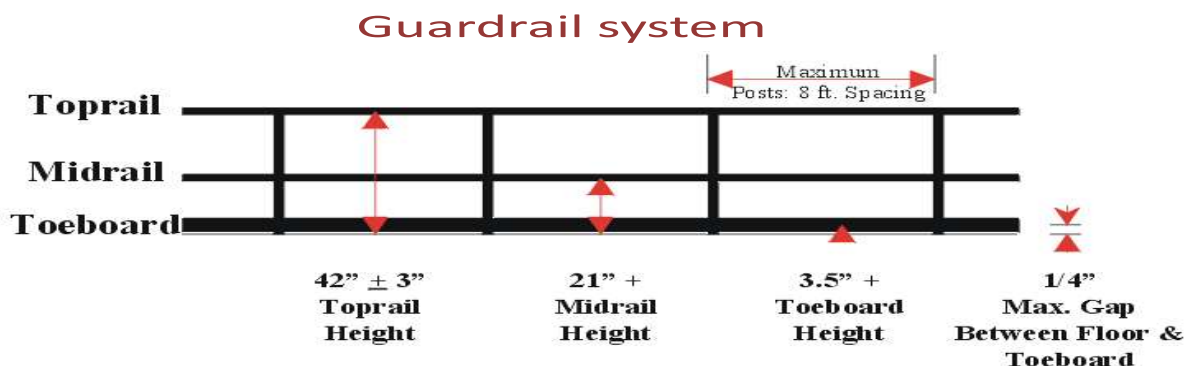 Guardrail system
Maximum
Posts: 8 ft. Spacing
Toprail
Midrail
Toeboard
42” ± 3”
Toprail
Height
21” +
Midrail
Height
3.5” +
Toeboard
Height
1/4”
Max. Gap
Between Floor &
Toeboard